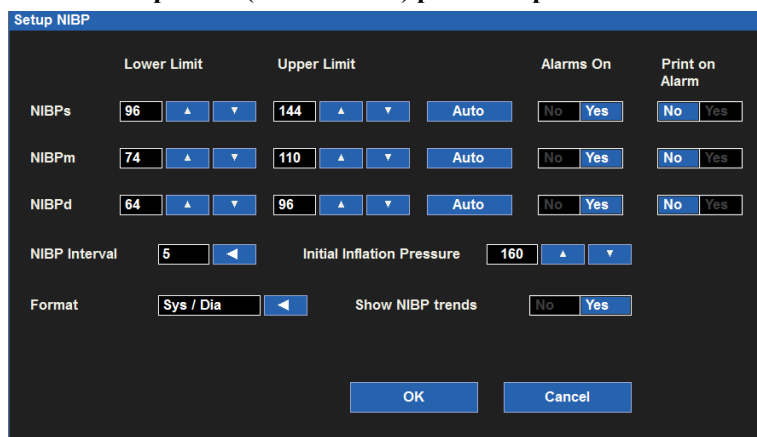 Setup NIBP
Lower Limit Upper Limit Alarms On Print on
Alarm
NIBPs 96 144 Auto No Yes No Yes
NIBPm 74 110 Auto No Yes No Yes
NIBPd 64 96 Auto No Yes No Yes
NIBP Interval 5 Initial Inflation Pressure 160
Format Sys / Dia Show NIBP trends No Yes
OK Cancel